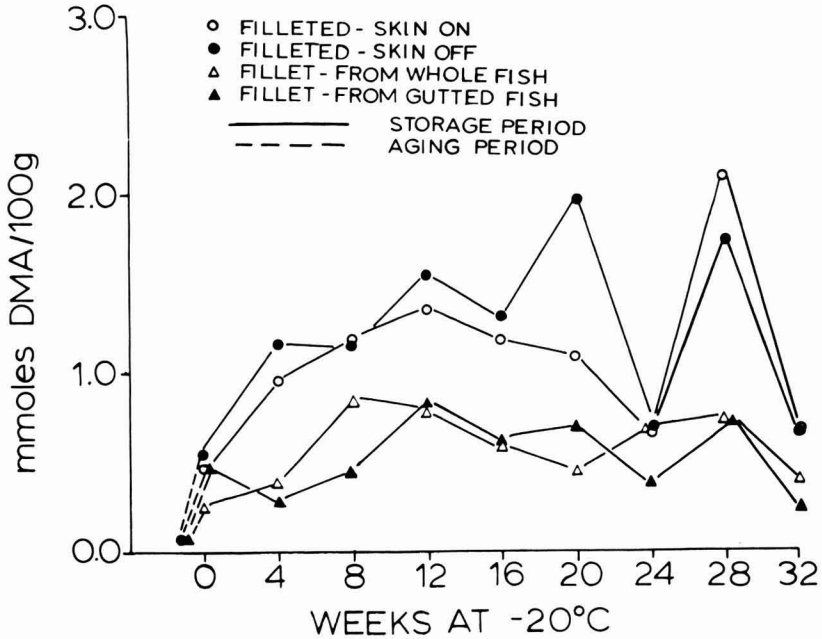 3.0
2.0
1.0
0.0
mmoles DMA/100g
FILLETED - SKIN ON
FILLETED - SKIN OFF
FILLET - FROM WHOLE FISH
FILLET - FROM GUTTED FISH
STORAGE PERIOD
AGING PERIOD
0 4 8 12 16 20 24 28 32
WEEKS AT -20°C